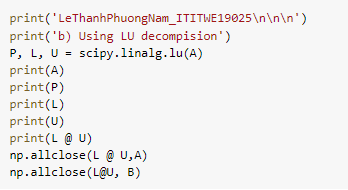 print('LeThanhPhuongNam_ITITWE19025\n\n\n')
print('b) Using LU decompision')
P, L, U = scipy.linalg.lu(A)
print(A)
print(P)
print(L)
print(U)
print(L @ U)
np.allclose(L @ U,A)
np.allclose(L@U, B)